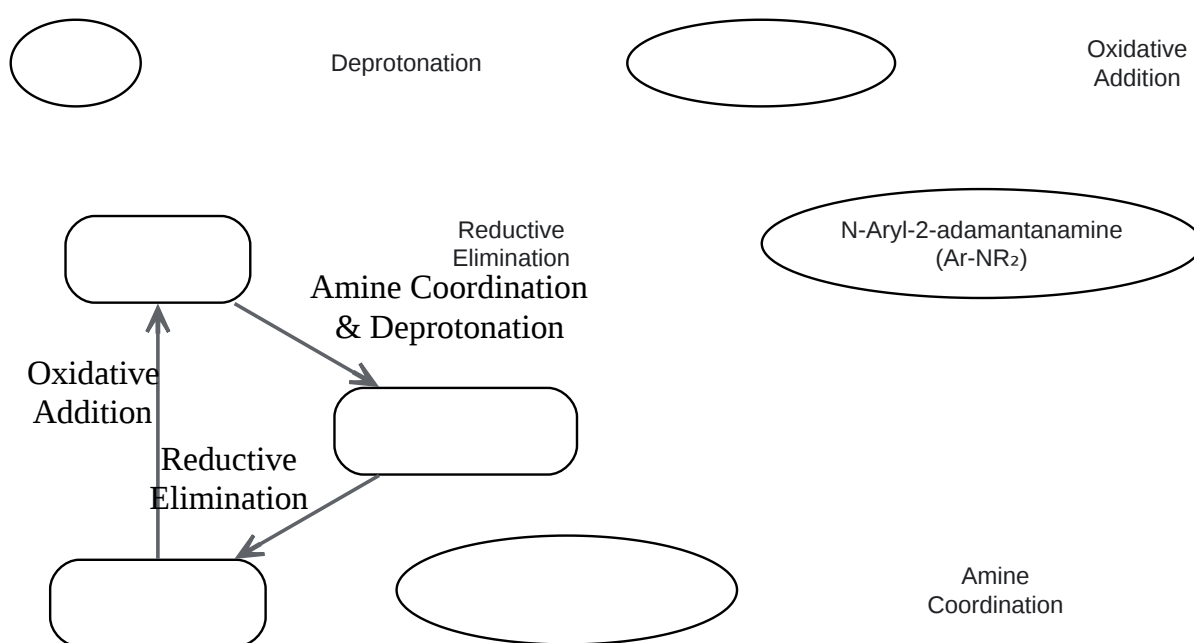 Deprotonation
Oxidative
Addition
Reductive
Elimination
N-Aryl-2-adamantanamine
(Ar-NR₂)
Amine Coordination
& Deprotonation
Oxidative
Addition
Reductive
Elimination
Amine
Coordination